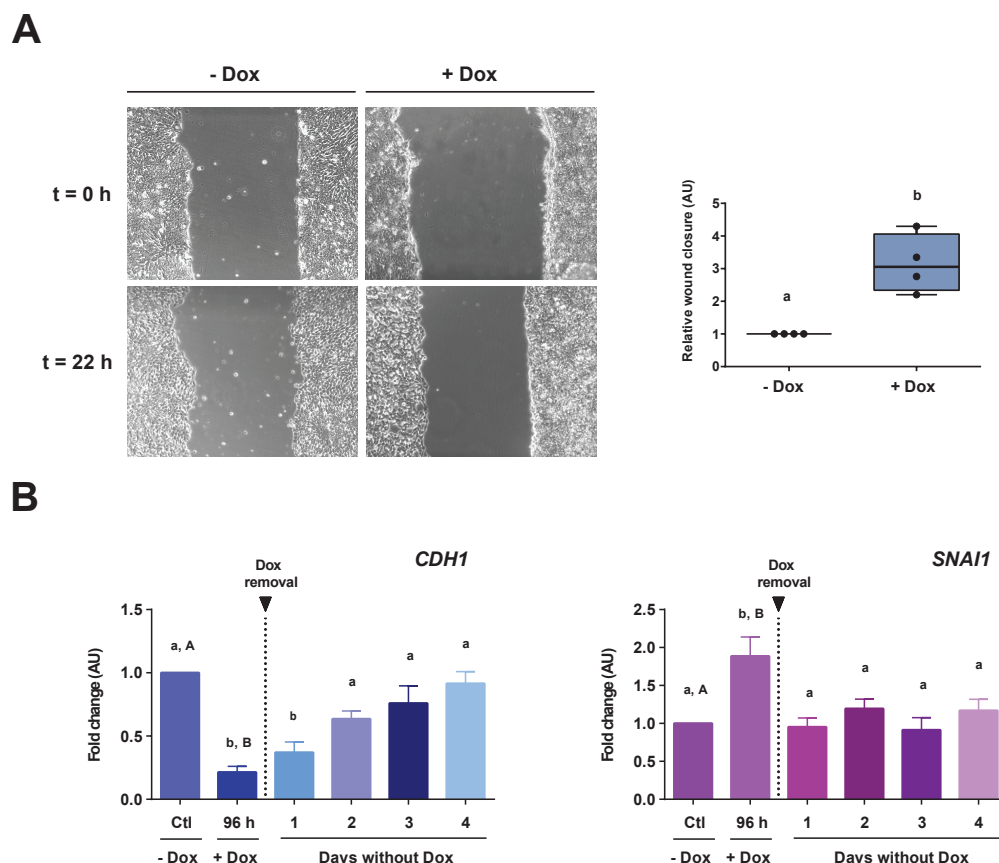 A
- Dox
+ Dox
t = 0 h
t = 22 h
Relative wound closure (AU)
5
4
3
2
1
0
a
b
- Dox
+ Dox
B
CDH1
Dox
removal
Fold change (AU)
1.5
1.0
0.5
0.0
a, A
b, B
b
a
a
a
Ctl
96 h
1
2
3
4
- Dox
+ Dox
Days without Dox
SNAI1
Dox
removal
Fold change (AU)
2.5
2.0
1.5
1.0
0.5
0.0
a, A
b, B
a
a
a
a
Ctl
96 h
1
2
3
4
- Dox
+ Dox
Days without Dox